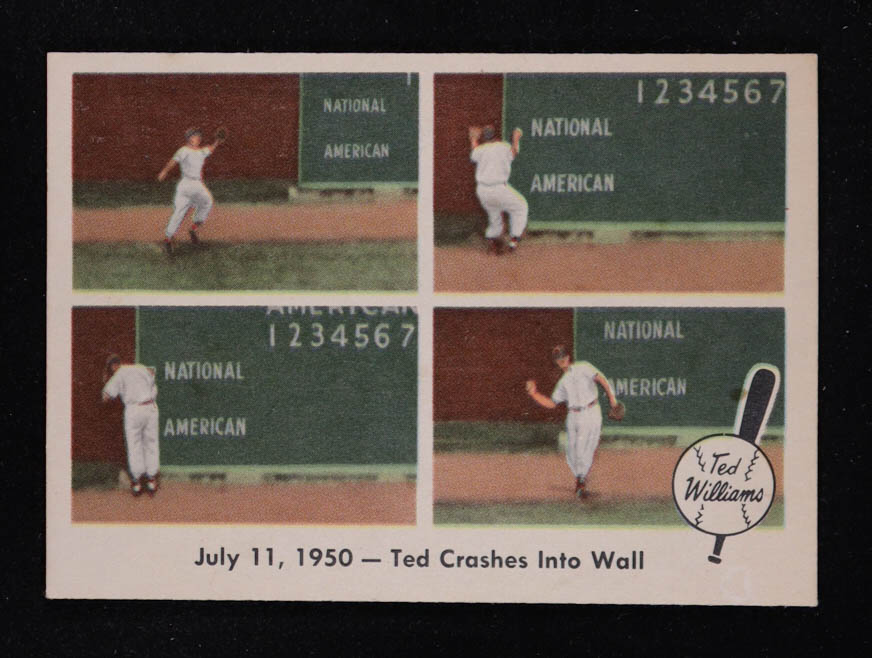 NATIONAL
AMERICAN
1234567
NATIONAL
AMERICAN
AMERICAN
1234567
NATIONAL
AMERICAN
NATIONAL
AMERICAN
Ted
Williams
July 11, 1950 — Ted Crashes Into Wall